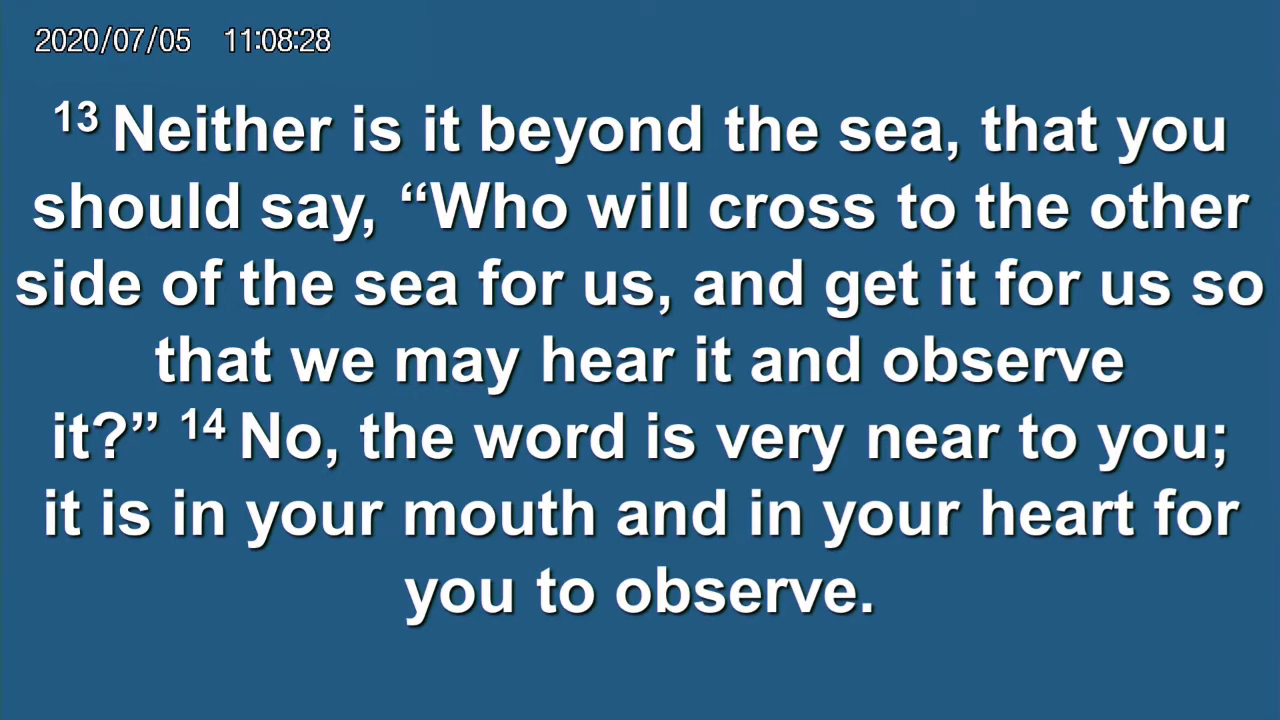 2020/07/05 11:08:28
13 Neither is it beyond the sea, that you
should say, “Who will cross to the other
side of the sea for us, and get it for us so
that we may hear it and observe
it?” 14 No, the word is very near to you;
it is in your mouth and in your heart for
you to observe.